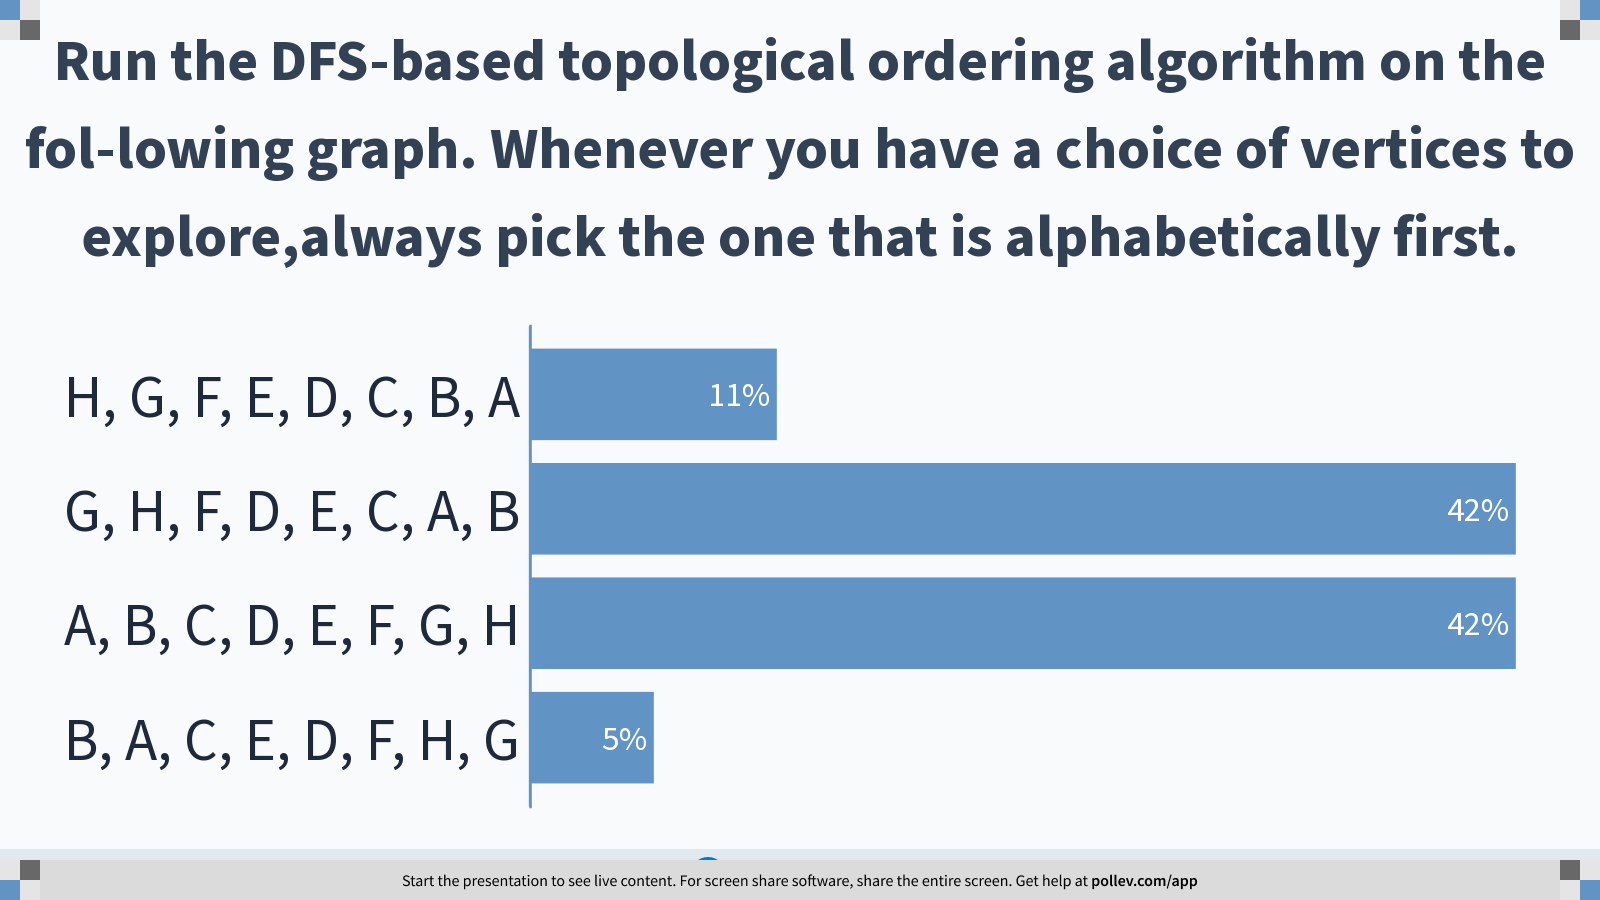 Run the DFS-based topological ordering algorithm on the
fol-lowing graph. Whenever you have a choice of vertices to
explore,always pick the one that is alphabetically first.
H, G, F, E, D, C, B, A
11%
G, H, F, D, E, C, A, B
42%
A, B, C, D, E, F, G, H
42%
B, A, C, E, D, F, H, G
5%
Start the presentation to see live content. For screen share software, share the entire screen. Get help at pollev.com/app